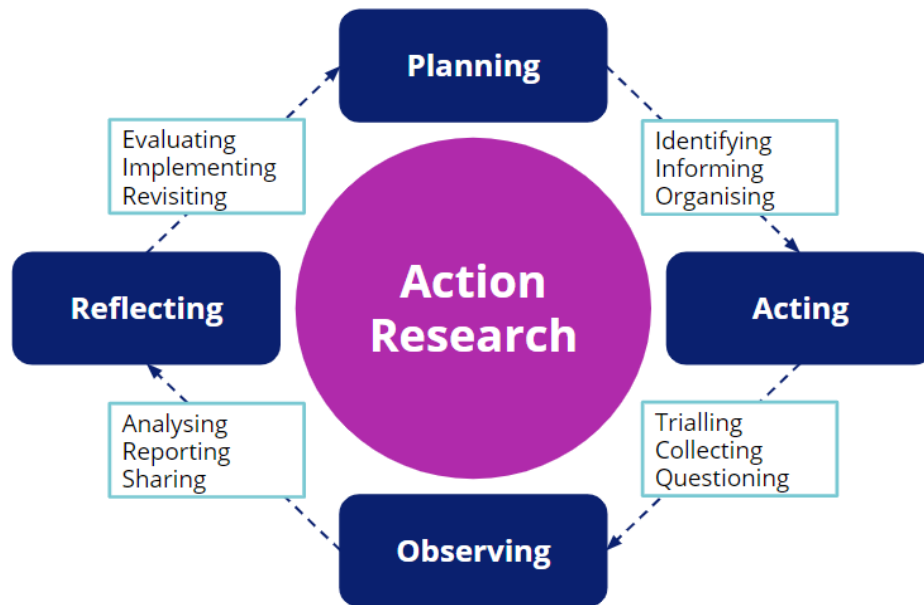 Planning
Evaluating
Implementing
Revisiting
Identifying
Informing
Organising
Reflecting
Action
Research
Acting
Analysing
Reporting
Sharing
Trialling
Collecting
Questioning
Observing